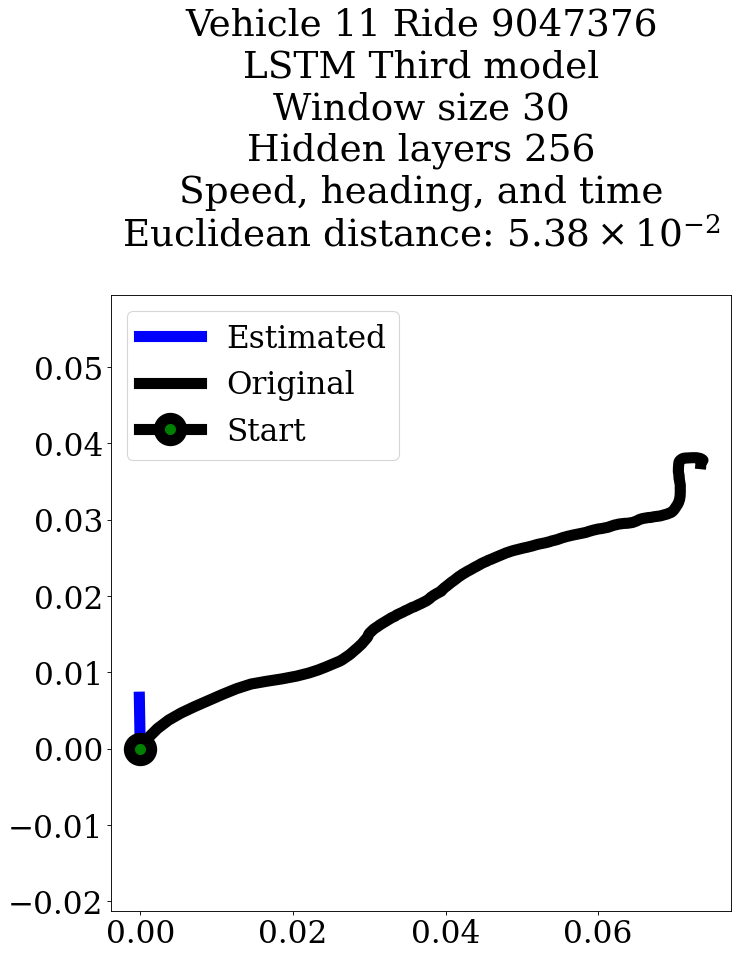 Vehicle 11 Ride 9047376
LSTM Third model
Window size 30
Hidden layers 256
Speed, heading, and time
Euclidean distance: 5.38 × 10⁻²
Estimated
Original
Start
0.05
0.04
0.03
0.02
0.01
0.00
−0.01
−0.02
0.00 0.02 0.04 0.06